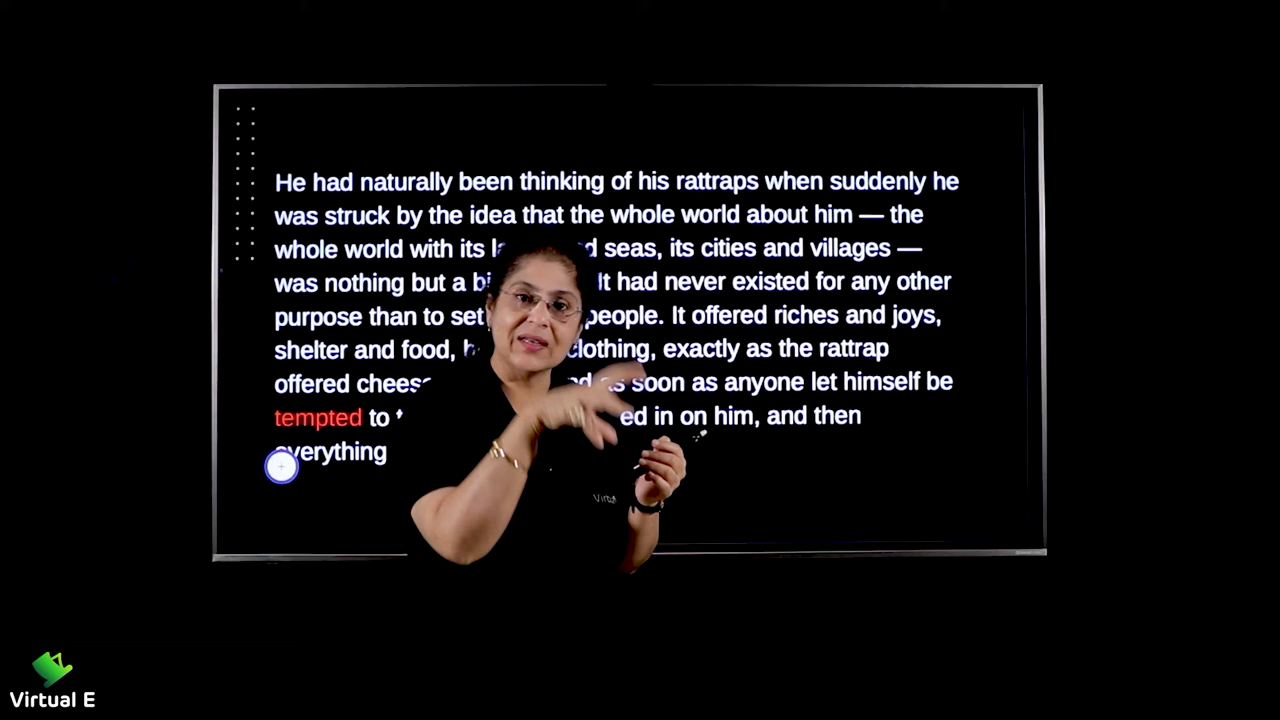 He had naturally been thinking of his rattraps when suddenly he
was struck by the idea that the whole world about him — the
whole world with its seas, its cities and villages —
was nothing but a It had never existed for any other
purpose than to set people. It offered riches and joys,
shelter and food, clothing, exactly as the rattrap
offered as soon as anyone let himself be
tempted to in on him, and then
everything
Virtual E